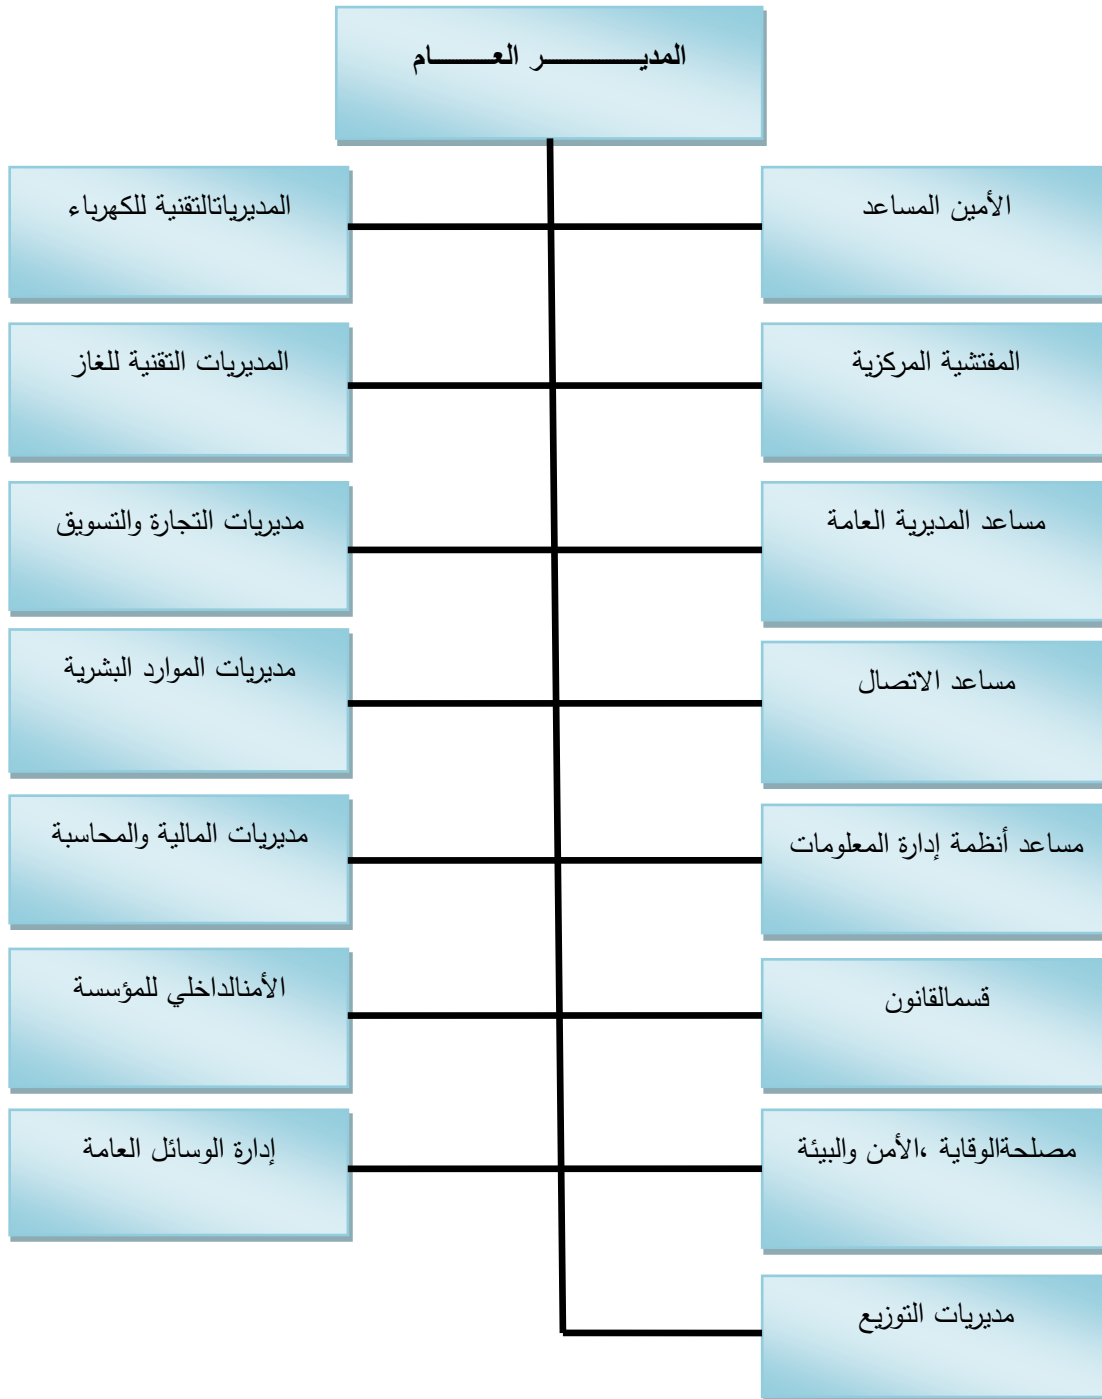 المديـــــــــــر العـــــــام
الأمين المساعد
المديرياتالتقنية للكهرباء
المفتشية المركزية
المديريات التقنية للغاز
مساعد المديرية العامة
مديريات التجارة والتسويق
مساعد الاتصال
مديريات الموارد البشرية
مساعد أنظمة إدارة المعلومات
مديريات المالية والمحاسبة
قسمالقانون
الأمنالداخلي للمؤسسة
مصلحةالوقاية ،الأمن والبيئة
إدارة الوسائل العامة
مديريات التوزيع